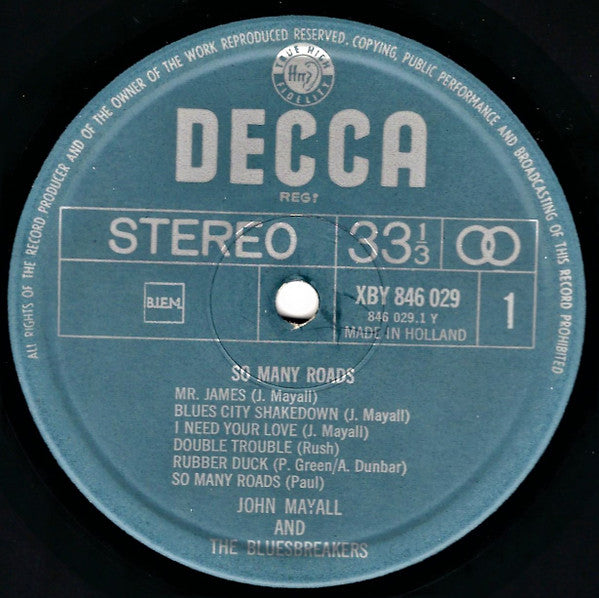 ALL RIGHTS OF THE RECORD PRODUCER AND OF THE OWNER OF THE WORK REPRODUCED RESERVED. COPYING, PUBLIC PERFORMANCE AND BROADCASTING OF THIS RECORD PROHIBITED
TRUE HIGH
Hm
FIDELITY
DECCA
REGD
STEREO 33⅓
B.I.E.M.
XBY 846 029
846 029.1 Y
MADE IN HOLLAND
1
SO MANY ROADS
MR. JAMES (J. Mayall)
BLUES CITY SHAKEDOWN (J. Mayall)
I NEED YOUR LOVE (J. Mayall)
DOUBLE TROUBLE (Rush)
RUBBER DUCK (P. Green/A. Dunbar)
SO MANY ROADS (Paul)
JOHN MAYALL
AND
THE BLUESBREAKERS